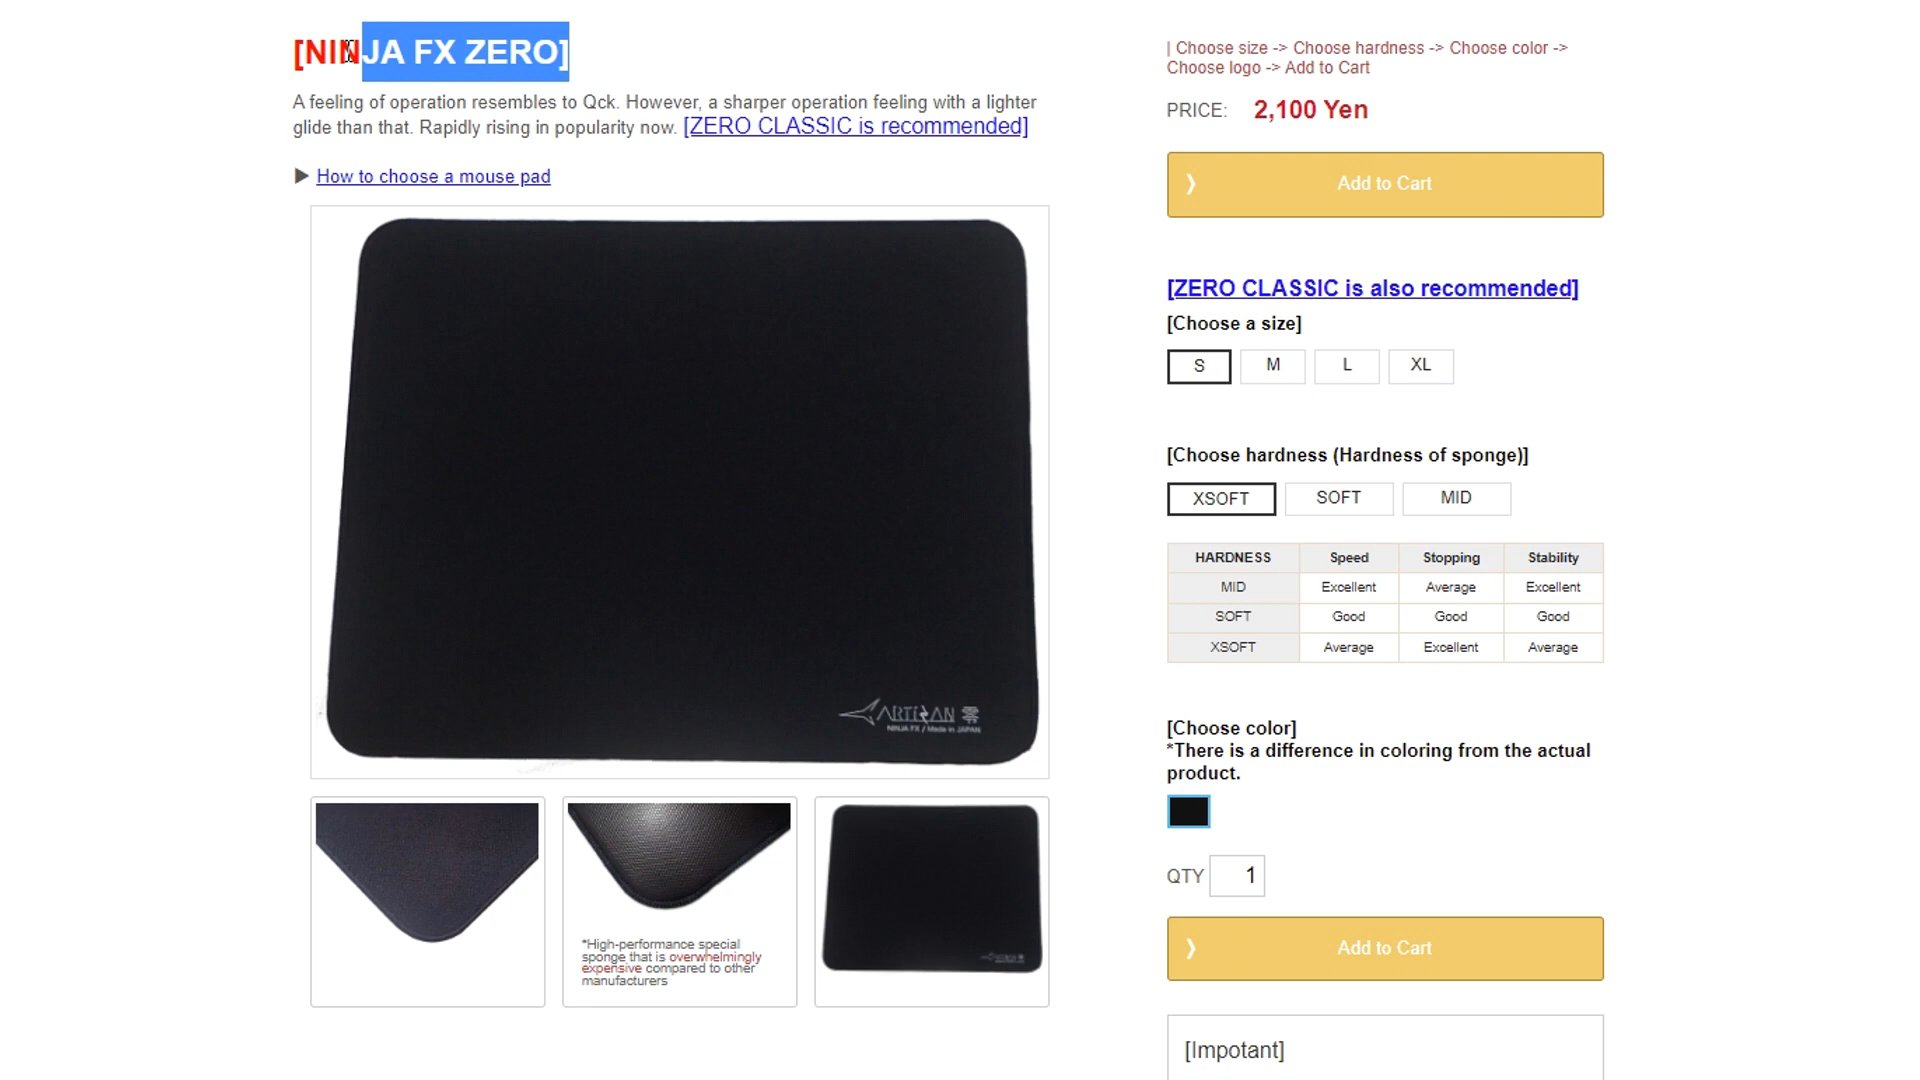 [NINJA FX ZERO]
A feeling of operation resembles to Qck. However, a sharper operation feeling with a lighter
glide than that. Rapidly rising in popularity now. [ZERO CLASSIC is recommended]
▶ How to choose a mouse pad
ARTISAN 零
NINJA FX / Made in JAPAN
*High-performance special
sponge that is overwhelmingly
expensive compared to other
manufacturers
| Choose size -> Choose hardness -> Choose color ->
Choose logo -> Add to Cart
PRICE: 2,100 Yen
❭ Add to Cart
[ZERO CLASSIC is also recommended]
[Choose a size]
S M L XL
[Choose hardness (Hardness of sponge)]
XSOFT SOFT MID
HARDNESS Speed Stopping Stability
MID Excellent Average Excellent
SOFT Good Good Good
XSOFT Average Excellent Average
[Choose color]
*There is a difference in coloring from the actual
product.
QTY 1
❭ Add to Cart
[Impotant]